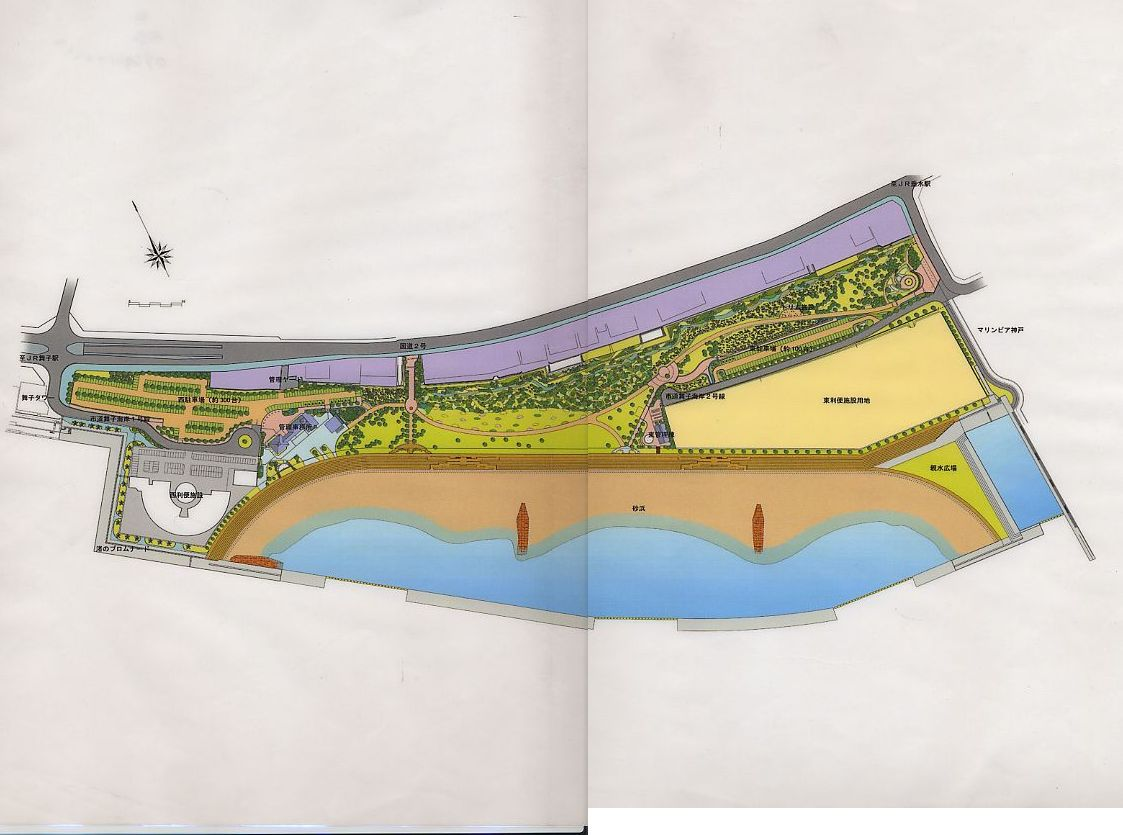 至ＪＲ垂水駅
マリンピア神戸
国道２号
至ＪＲ舞子駅
管理ヤード
舞子タワー
西駐車場（約300台）
市道舞子海岸１号線
管理事務所
市道舞子海岸２号線
東利便施設用地
親水広場
西利便施設
砂浜
渚のプロムナード